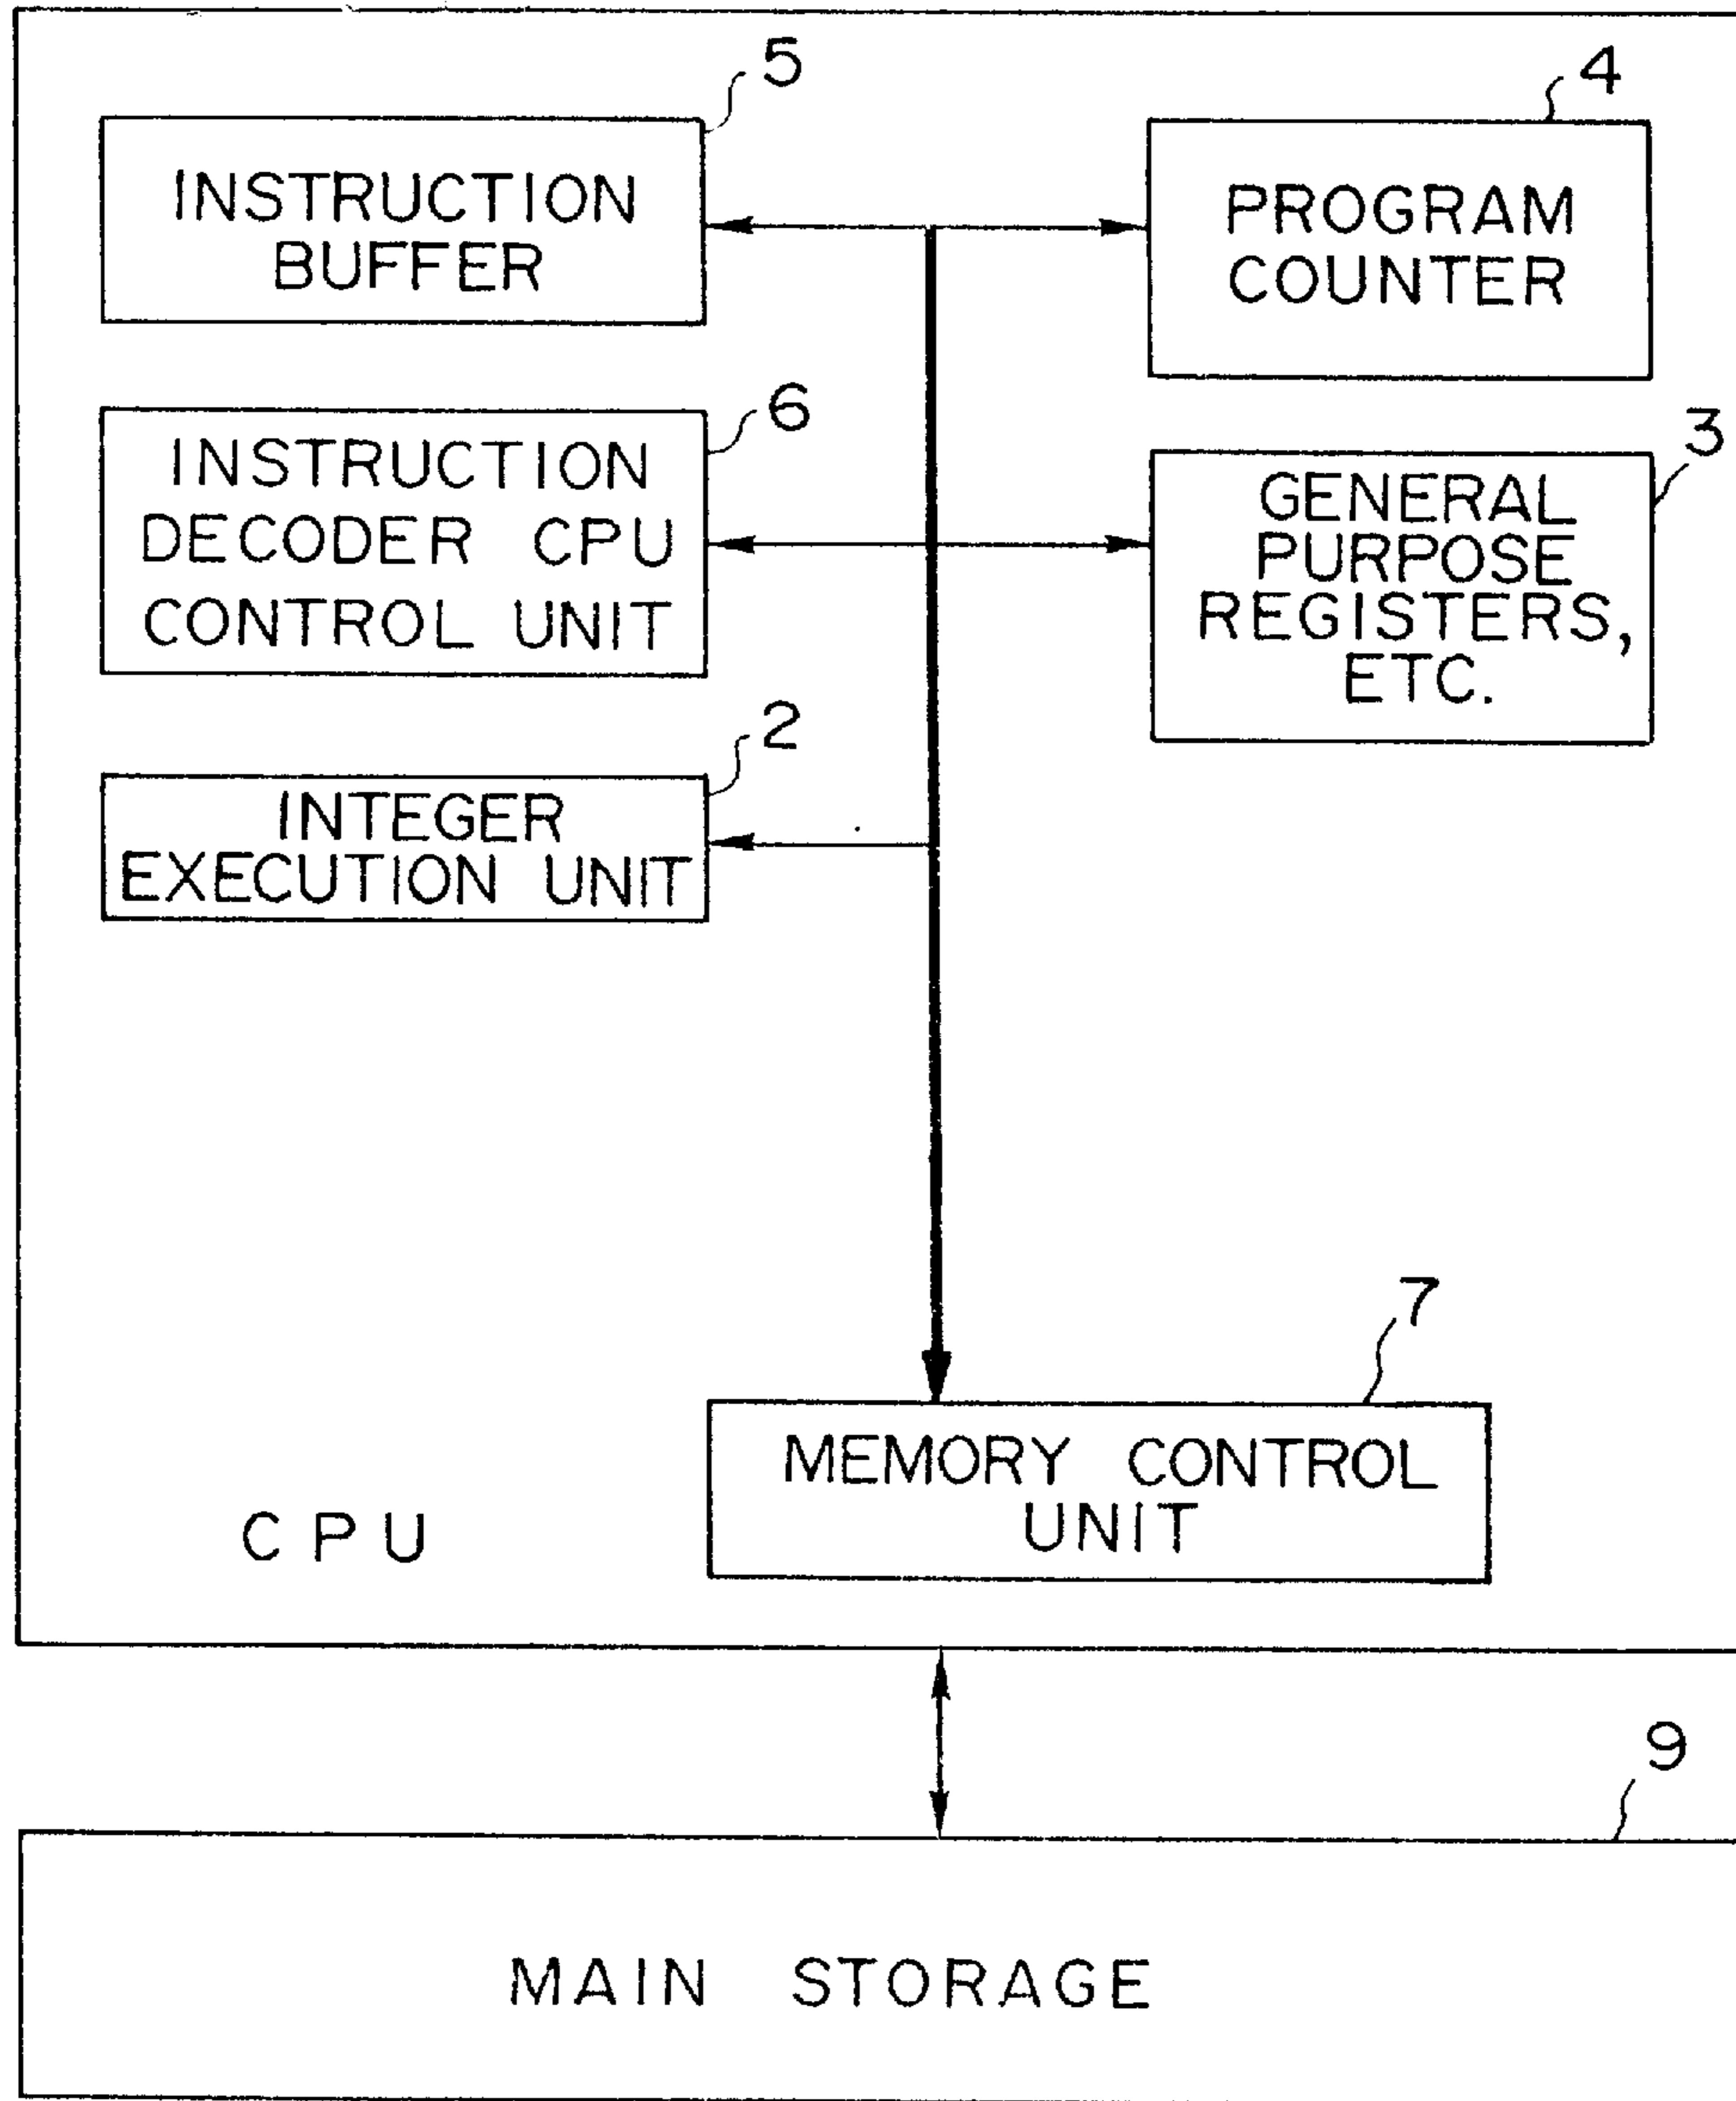 5
INSTRUCTION
BUFFER
4
PROGRAM
COUNTER
6
INSTRUCTION
DECODER CPU
CONTROL UNIT
3
GENERAL
PURPOSE
REGISTERS,
ETC.
2
INTEGER
EXECUTION UNIT
7
MEMORY CONTROL
UNIT
CPU
9
MAIN STORAGE